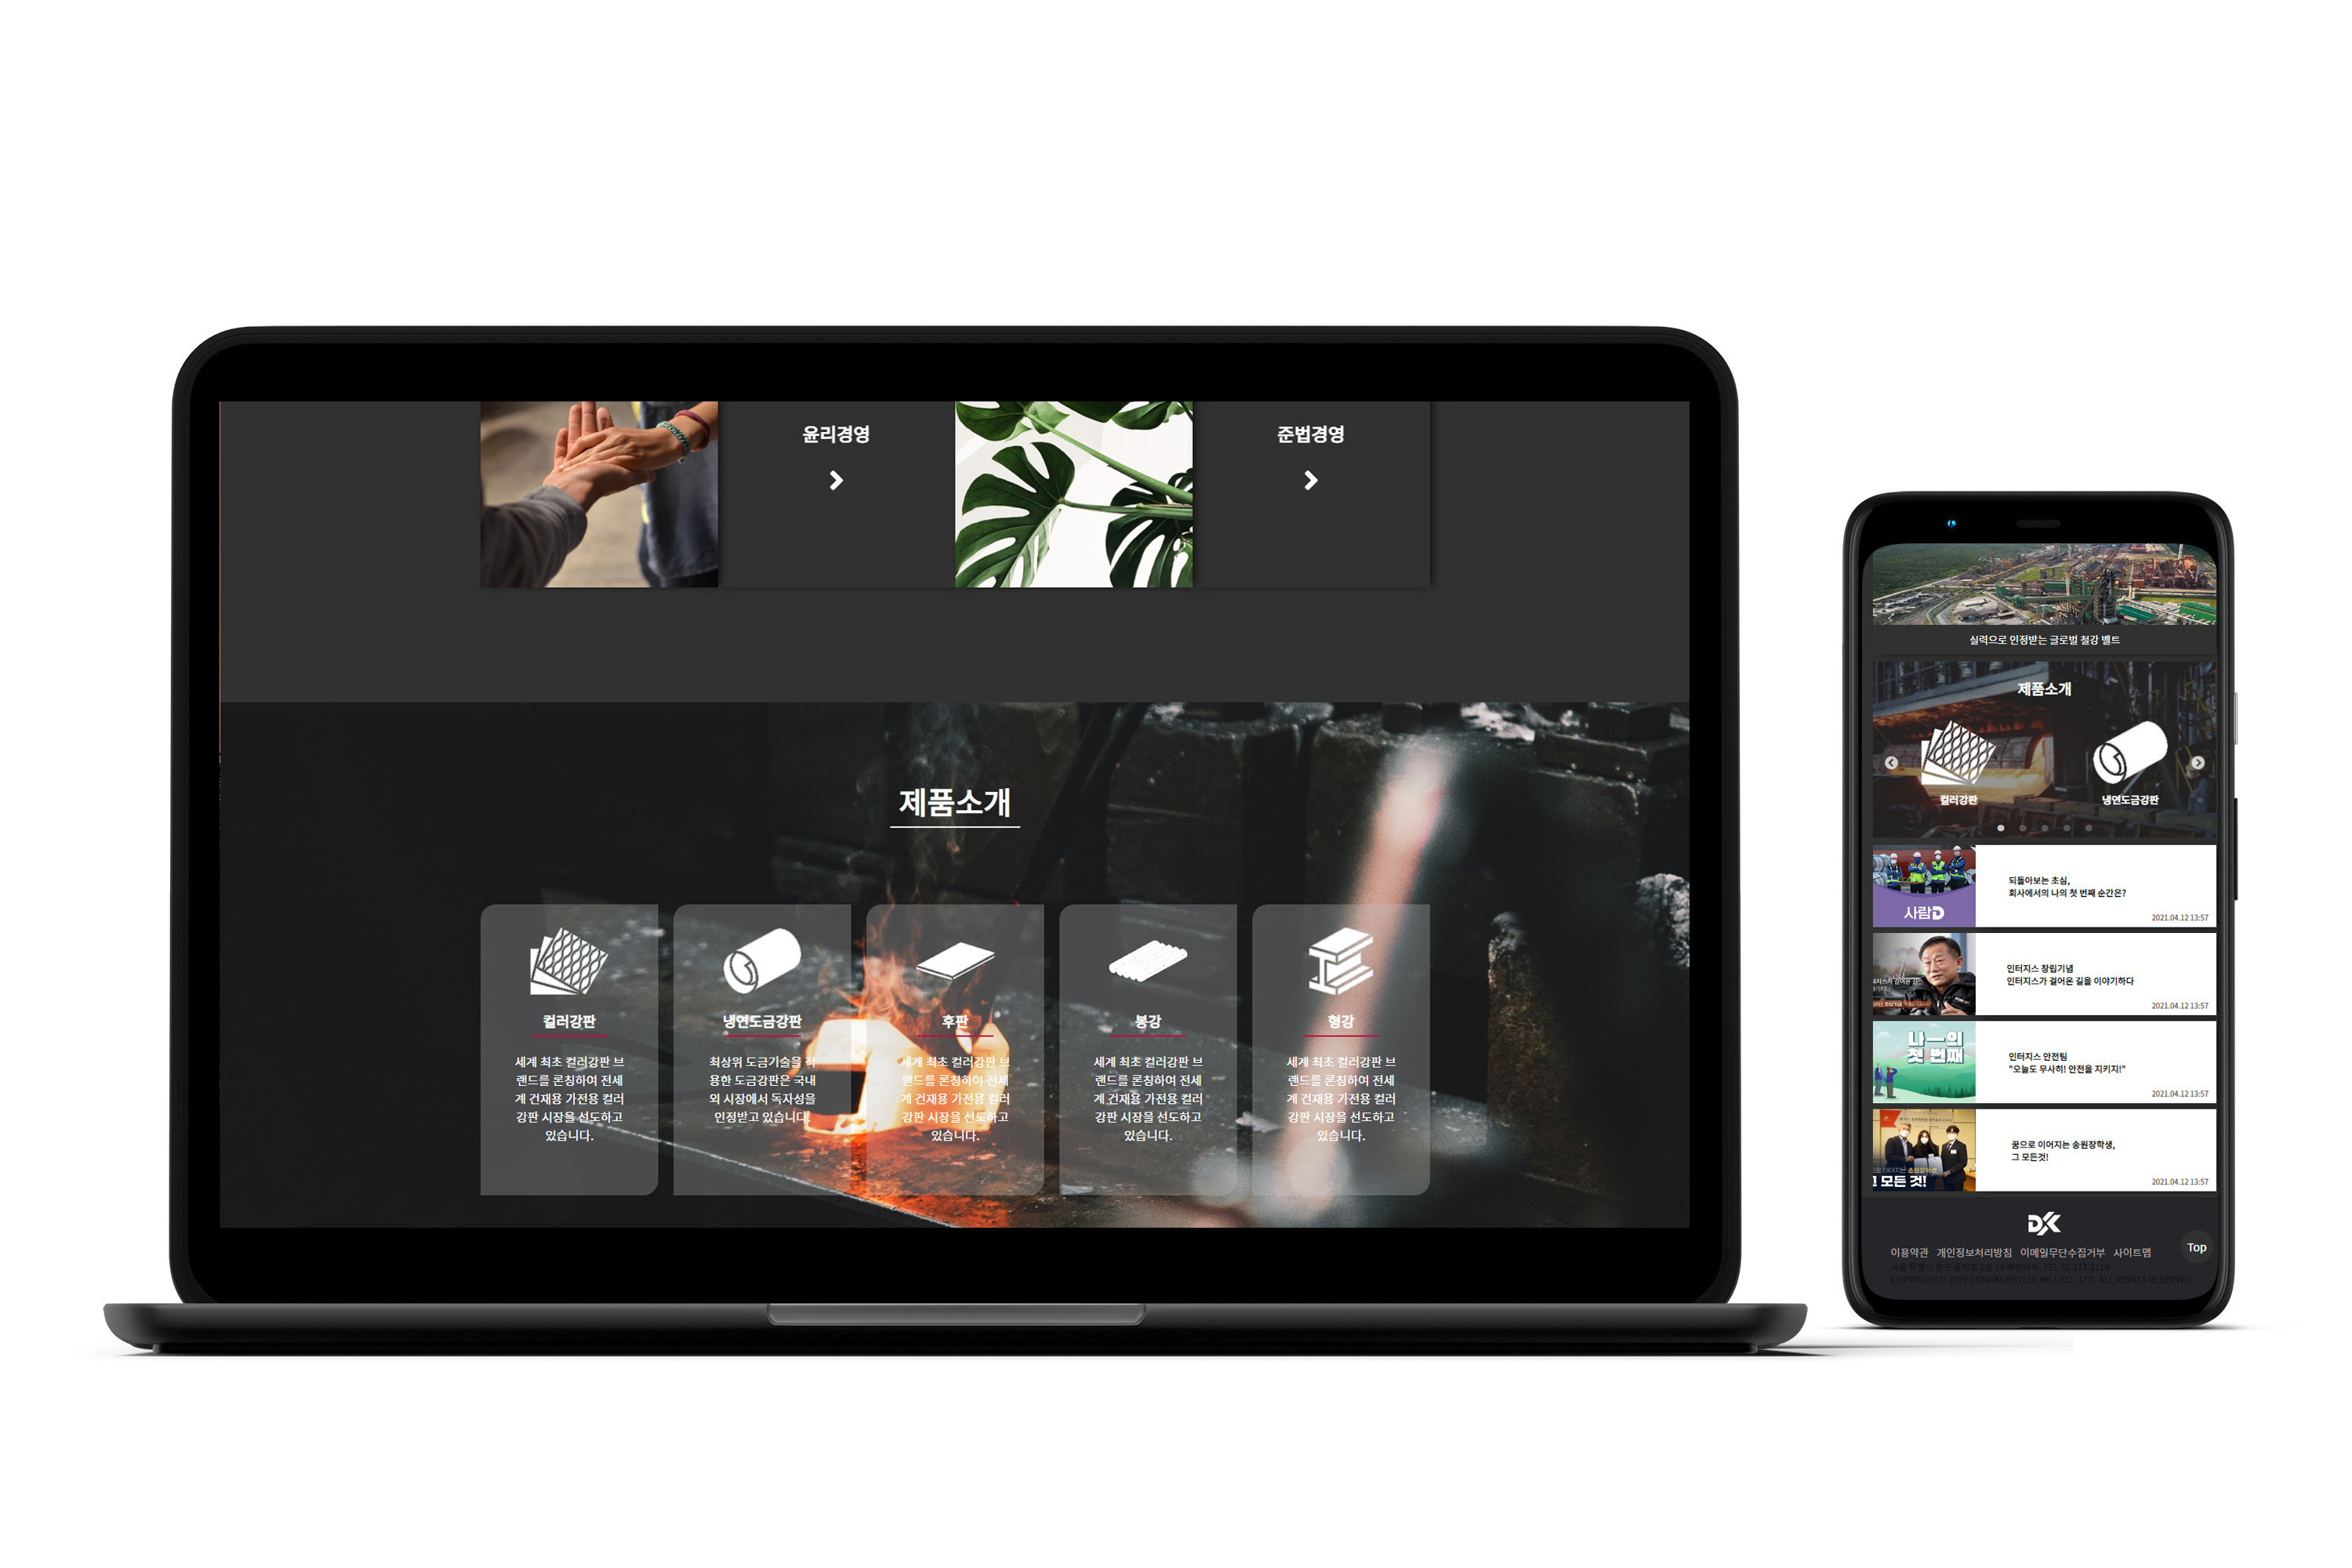 윤리경영
준법경영
제품소개
컬러강판
세계 최초 컬러강판 브
랜드를 론칭하여 전세
계 건재용 가전용 컬러
강판 시장을 선도하고
있습니다.
냉연도금강판
최상위 도금기술을 적
용한 도금강판은 국내
외 시장에서 독자성을
인정받고 있습니다.
후판
세계 최초 컬러강판 브
랜드를 론칭하여 전세
계 건재용 가전용 컬러
강판 시장을 선도하고
있습니다.
봉강
세계 최초 컬러강판 브
랜드를 론칭하여 전세
계 건재용 가전용 컬러
강판 시장을 선도하고
있습니다.
형강
세계 최초 컬러강판 브
랜드를 론칭하여 전세
계 건재용 가전용 컬러
강판 시장을 선도하고
있습니다.
실력으로 인정받는 글로벌 철강 벨트
제품소개
컬러강판
냉연도금강판
사람D
되돌아보는 초심,
회사에서의 나의 첫 번째 순간은?
2021.04.12 13:57
인터지스 창립기념
인터지스가 걸어온 길을 이야기하다
2021.04.12 13:57
나의
첫 번째
인터지스 안전팀
"오늘도 무사히! 안전을 지키지!"
2021.04.12 13:57
모든 것!
꿈으로 이어지는 송원장학생,
그 모든것!
2021.04.12 13:57
DK
이용약관 개인정보처리방침 이메일무단수집거부 사이트맵
Top
COPYRIGHT© 2019 DONGKUKSTEEL MILL CO., LTD. ALL RIGHTS RESERVED.